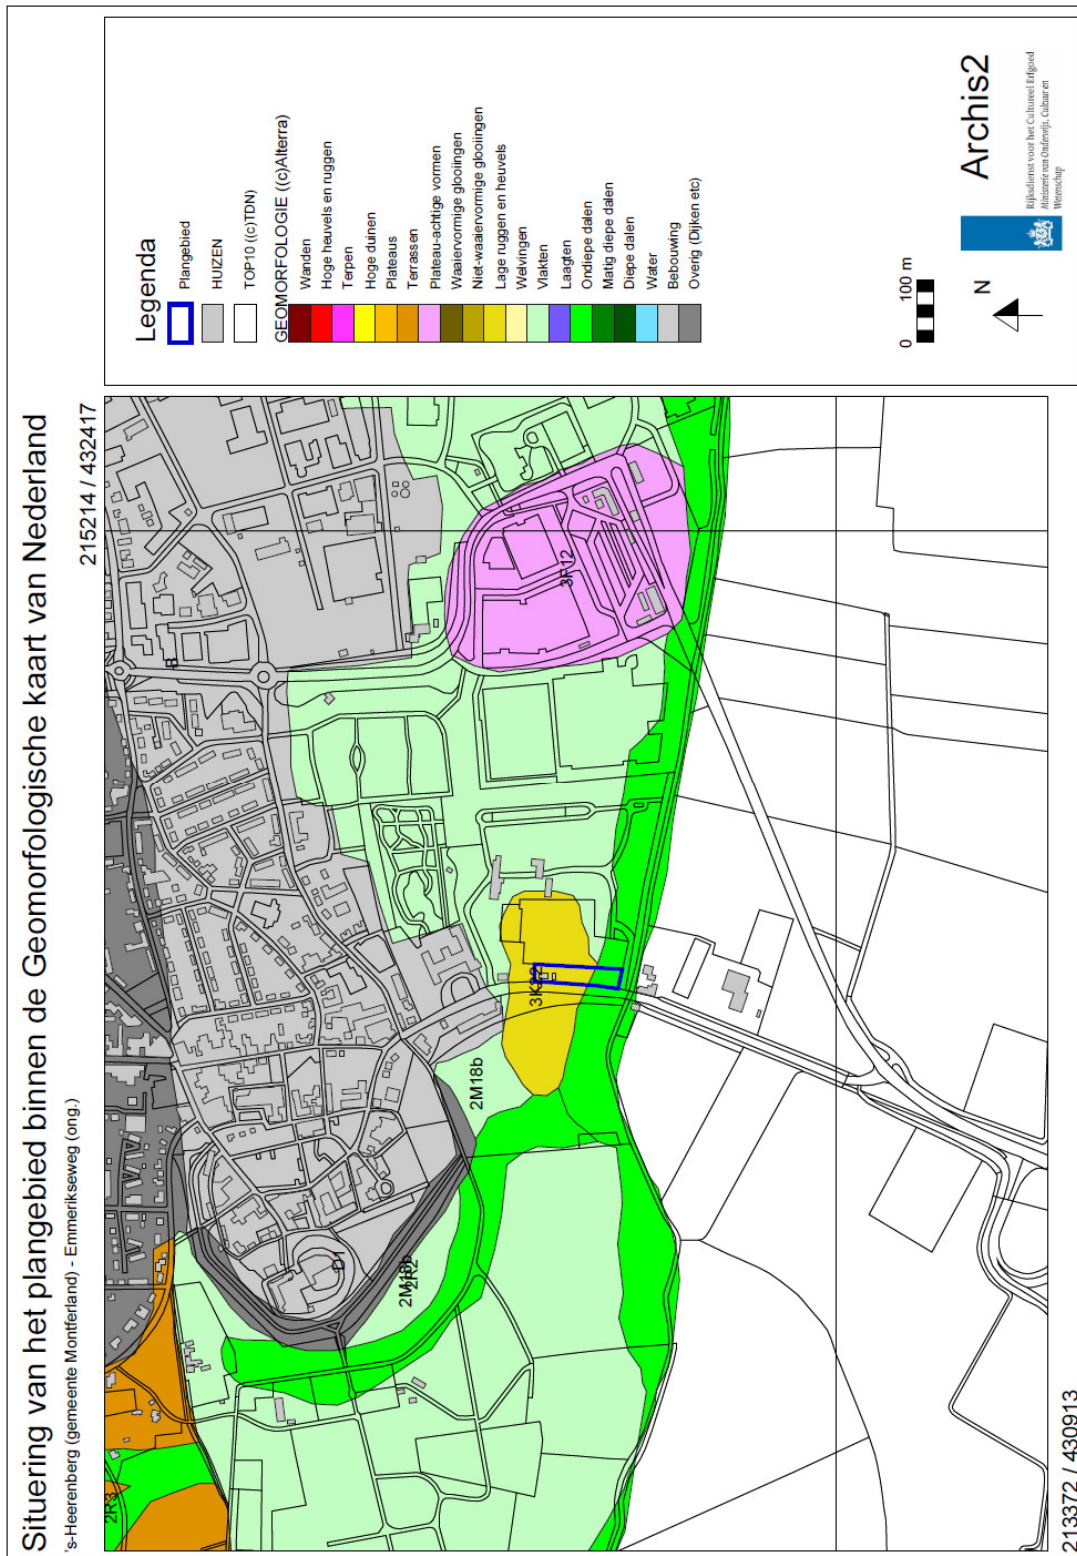 Situering van het plangebied binnen de Geomorfologische kaart van Nederland
's-Heerenberg (gemeente Montferland) - Emmerikseweg (ong.)
215214 / 432417
213372 / 430913
2R3
D1
2M18b
2R2
2M18b
3K32
B
3F12
Legenda
Plangebied
HUIZEN
TOP10 ((c)TDN)
GEOMORFOLOGIE ((c)Alterra)
Wanden
Hoge heuvels en ruggen
Terpen
Hoge duinen
Plateaus
Terrassen
Plateau-achtige vormen
Waaiervormige glooiingen
Niet-waaiervormige glooiingen
Lage ruggen en heuvels
Welvingen
Vlakten
Laagten
Ondiepe dalen
Matig diepe dalen
Diepe dalen
Water
Bebouwing
Overig (Dijken etc)
0 100 m
N
Archis2
Rijksdienst voor het Cultureel Erfgoed
Ministerie van Onderwijs, Cultuur en
Wetenschap